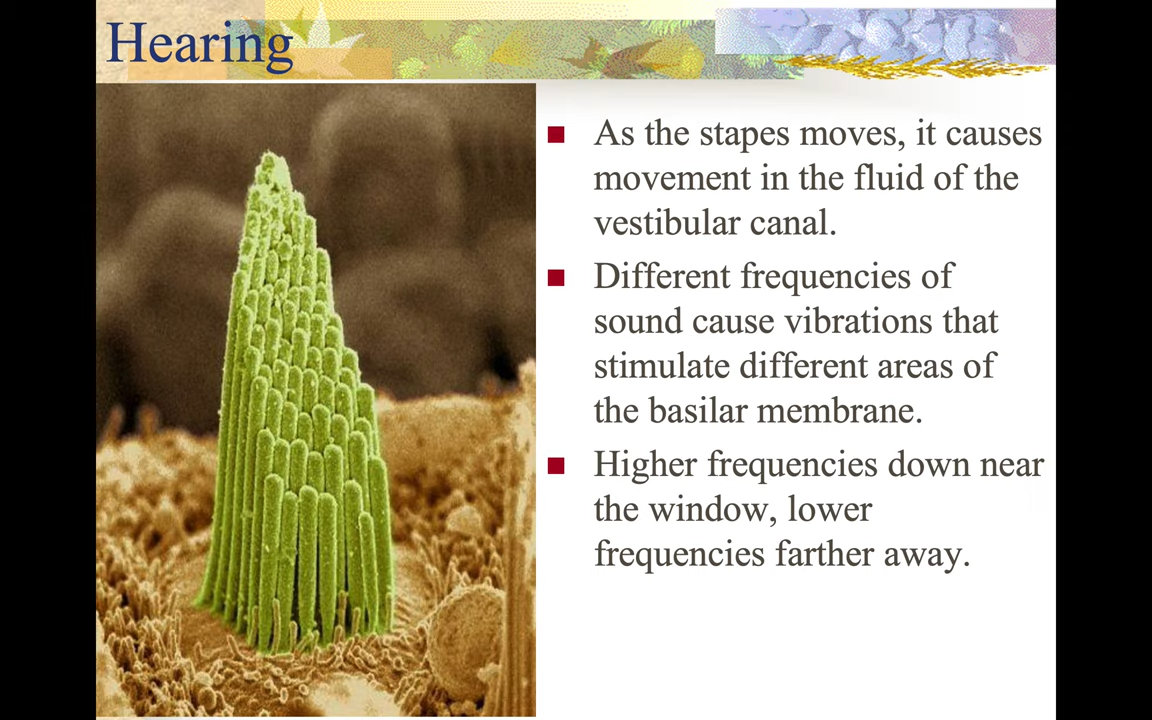 Hearing
As the stapes moves, it causes
movement in the fluid of the
vestibular canal.
Different frequencies of
sound cause vibrations that
stimulate different areas of
the basilar membrane.
Higher frequencies down near
the window, lower
frequencies farther away.